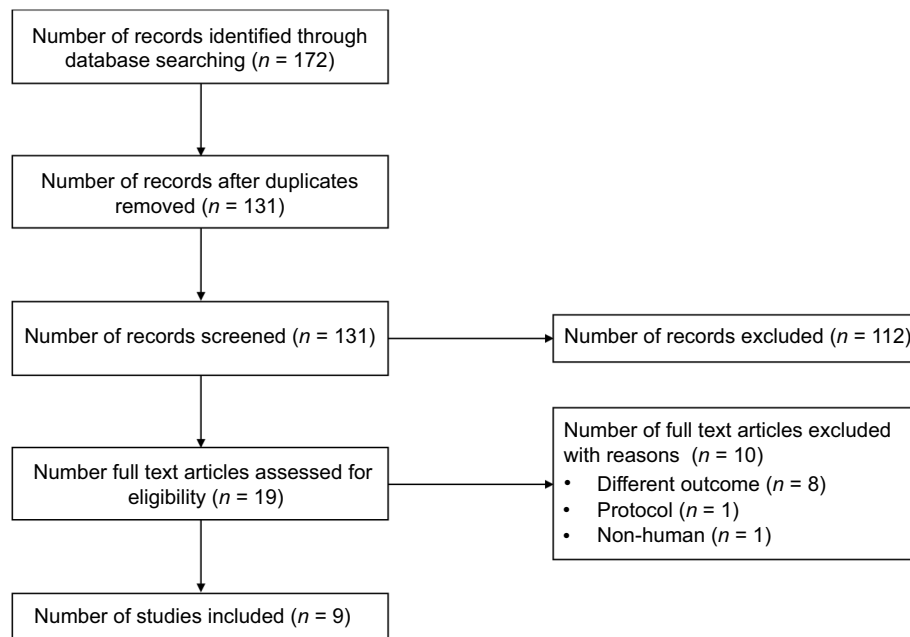 Number of records identified through
database searching (n = 172)
Number of records after duplicates
removed (n = 131)
Number of records screened (n = 131)
Number of records excluded (n = 112)
Number full text articles assessed for
eligibility (n = 19)
Number of full text articles excluded
with reasons (n = 10)
• Different outcome (n = 8)
• Protocol (n = 1)
• Non-human (n = 1)
Number of studies included (n = 9)